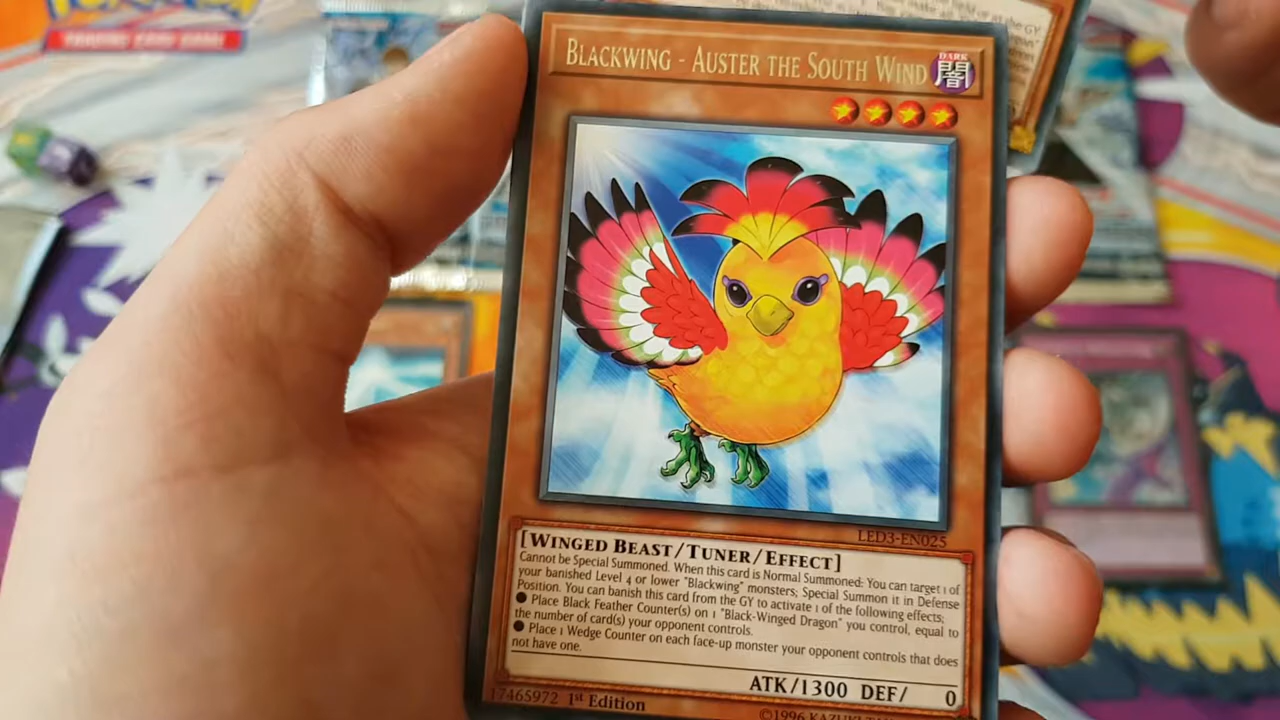 TRADING CARD GAME
BLACKWING - AUSTER THE SOUTH WIND
DARK
闇
LED3-EN025
[WINGED BEAST/TUNER/EFFECT]
Cannot be Special Summoned. When this card is Normal Summoned: You can target 1 of
your banished Level 4 or lower "Blackwing" monsters; Special Summon it in Defense
Position. You can banish this card from the GY to activate 1 of the following effects;
● Place Black Feather Counter(s) on 1 "Black-Winged Dragon" you control, equal to
the number of card(s) your opponent controls.
● Place 1 Wedge Counter on each face-up monster your opponent controls that does
not have one.
ATK/1300 DEF/ 0
17465972 1st Edition
©1996 KAZUKI